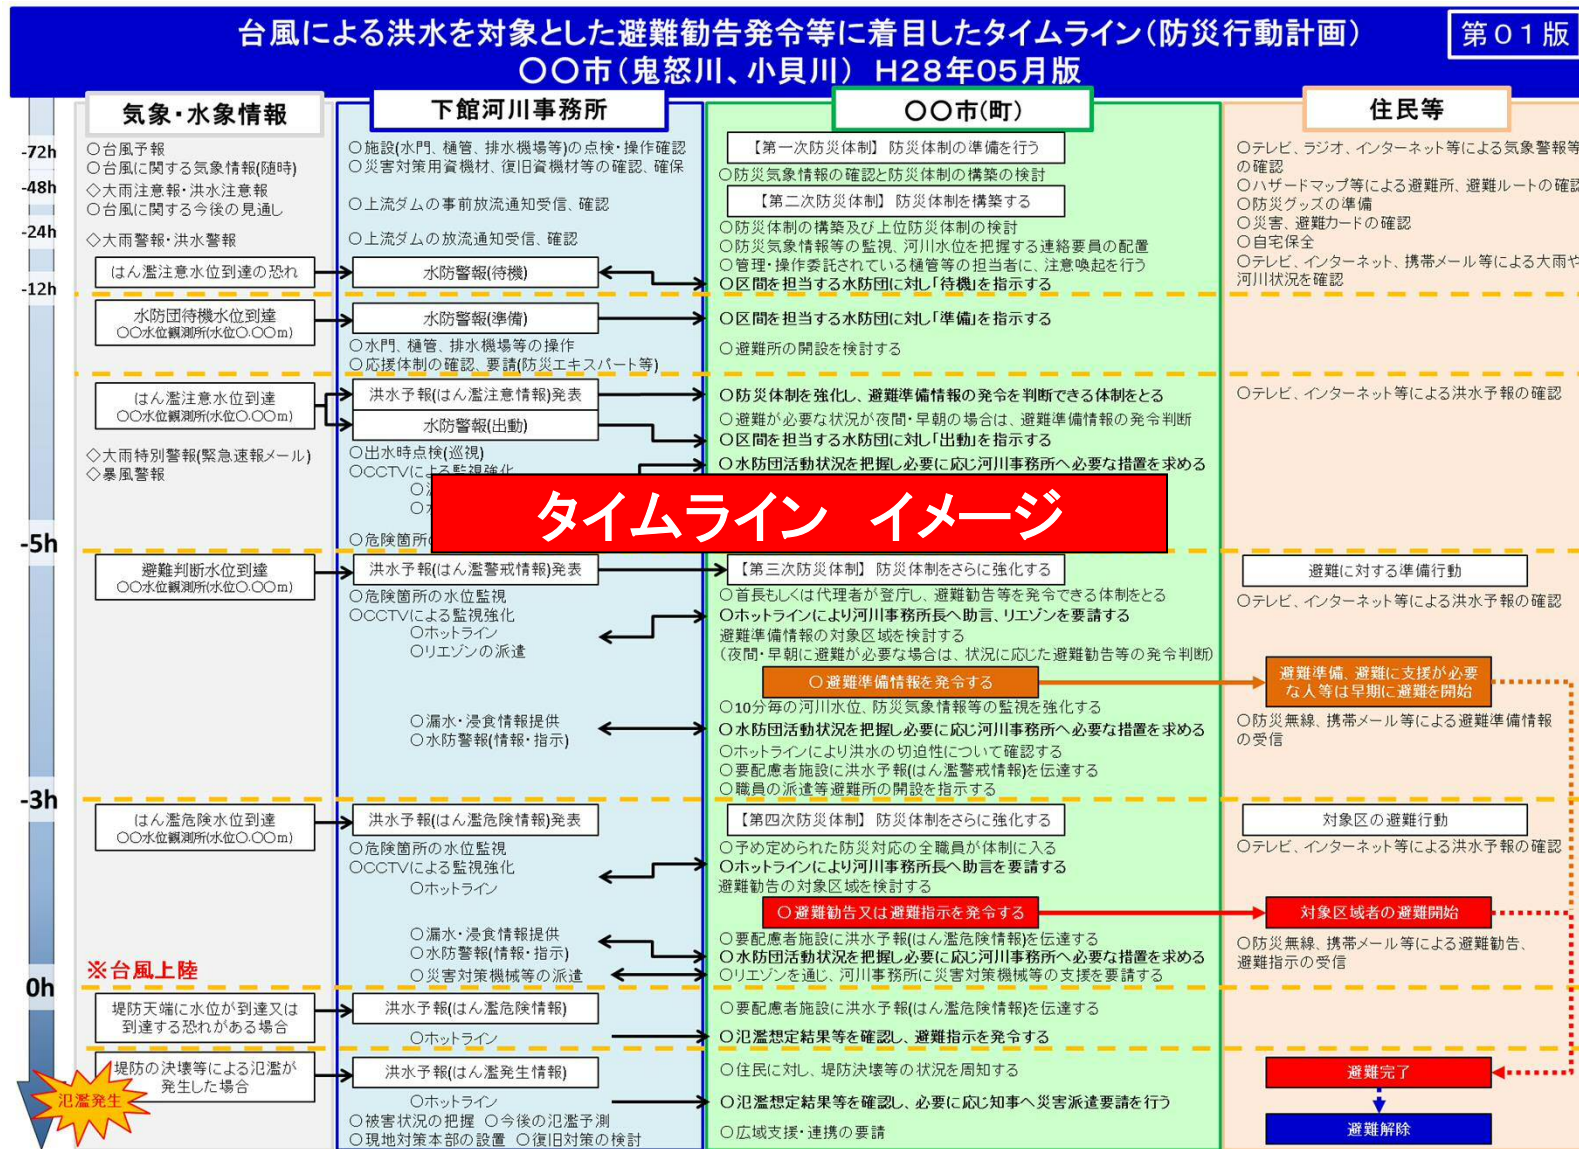 台風による洪水を対象とした避難勧告発令等に着目したタイムライン(防災行動計画)
〇〇市(鬼怒川、小貝川) H28年05月版
第01版
気象・水象情報
下館河川事務所
〇〇市(町)
住民等
-72h
-48h
-24h
-12h
-5h
-3h
0h
〇台風予報
〇台風に関する気象情報(随時)
◇大雨注意報・洪水注意報
〇台風に関する今後の見通し
◇大雨警報・洪水警報
はん濫注意水位到達の恐れ
水防団待機水位到達
〇〇水位観測所(水位〇.〇〇m)
はん濫注意水位到達
〇〇水位観測所(水位〇.〇〇m)
◇大雨特別警報(緊急速報メール)
◇暴風警報
避難判断水位到達
〇〇水位観測所(水位〇.〇〇m)
はん濫危険水位到達
〇〇水位観測所(水位〇.〇〇m)
※台風上陸
堤防天端に水位が到達又は
到達する恐れがある場合
堤防の決壊等による氾濫が
発生した場合
氾濫発生
〇施設(水門、樋管、排水機場等)の点検・操作確認
〇災害対策用資機材、復旧資機材等の確認、確保
〇上流ダムの事前放流通知受信、確認
〇上流ダムの放流通知受信、確認
水防警報(待機)
水防警報(準備)
〇水門、樋管、排水機場等の操作
〇応援体制の確認、要請(防災エキスパート等)
洪水予報(はん濫注意情報)発表
水防警報(出動)
〇出水時点検(巡視)
〇CCTVによる監視強化
〇危険箇所の
洪水予報(はん濫警戒情報)発表
〇危険箇所の水位監視
〇CCTVによる監視強化
〇ホットライン
〇リエゾンの派遣
〇漏水・浸食情報提供
〇水防警報(情報・指示)
洪水予報(はん濫危険情報)発表
〇危険箇所の水位監視
〇CCTVによる監視強化
〇ホットライン
〇漏水・浸食情報提供
〇水防警報(情報・指示)
〇災害対策機械等の派遣
洪水予報(はん濫危険情報)
〇ホットライン
洪水予報(はん濫発生情報)
〇ホットライン
〇被害状況の把握 〇今後の氾濫予測
〇現地対策本部の設置 〇復旧対策の検討
【第一次防災体制】 防災体制の準備を行う
〇防災気象情報の確認と防災体制の構築の検討
【第二次防災体制】 防災体制を構築する
〇防災体制の構築及び上位防災体制の検討
〇防災気象情報等の監視、河川水位を把握する連絡要員の配置
〇管理・操作委託されている樋管等の担当者に、注意喚起を行う
〇区間を担当する水防団に対し「待機」を指示する
〇区間を担当する水防団に対し「準備」を指示する
〇避難所の開設を検討する
〇防災体制を強化し、避難準備情報の発令を判断できる体制をとる
〇避難が必要な状況が夜間・早朝の場合は、避難準備情報の発令判断
〇区間を担当する水防団に対し「出動」を指示する
〇水防団活動状況を把握し必要に応じ河川事務所へ必要な措置を求める
タイムライン イメージ
【第三次防災体制】 防災体制をさらに強化する
〇首長もしくは代理者が登庁し、避難勧告等を発令できる体制をとる
〇ホットラインにより河川事務所長へ助言、リエゾンを要請する
避難準備情報の対象区域を検討する
(夜間・早朝に避難が必要な場合は、状況に応じた避難勧告等の発令判断)
〇避難準備情報を発令する
〇10分毎の河川水位、防災気象情報等の監視を強化する
〇水防団活動状況を把握し必要に応じ河川事務所へ必要な措置を求める
〇ホットラインにより洪水の切迫性について確認する
〇要配慮者施設に洪水予報(はん濫警戒情報)を伝達する
〇職員の派遣等避難所の開設を指示する
【第四次防災体制】 防災体制をさらに強化する
〇予め定められた防災対応の全職員が体制に入る
〇ホットラインにより河川事務所長へ助言を要請する
避難勧告の対象区域を検討する
〇避難勧告又は避難指示を発令する
〇要配慮者施設に洪水予報(はん濫危険情報)を伝達する
〇水防団活動状況を把握し必要に応じ河川事務所へ必要な措置を求める
〇リエゾンを通じ、河川事務所に災害対策機械等の支援を要請する
〇要配慮者施設に洪水予報(はん濫危険情報)を伝達する
〇氾濫想定結果等を確認し、避難指示を発令する
〇住民に対し、堤防決壊等の状況を周知する
〇氾濫想定結果等を確認し、必要に応じ知事へ災害派遣要請を行う
〇広域支援・連携の要請
〇テレビ、ラジオ、インターネット等による気象警報等
の確認
〇ハザードマップ等による避難所、避難ルートの確認
〇防災グッズの準備
〇災害、避難カードの確認
〇自宅保全
〇テレビ、インターネット、携帯メール等による大雨や
河川状況を確認
〇テレビ、インターネット等による洪水予報の確認
避難に対する準備行動
〇テレビ、インターネット等による洪水予報の確認
避難準備、避難に支援が必要
な人等は早期に避難を開始
〇防災無線、携帯メール等による避難準備情報
の受信
対象区の避難行動
〇テレビ、インターネット等による洪水予報の確認
対象区域者の避難開始
〇防災無線、携帯メール等による避難勧告、
避難指示の受信
避難完了
避難解除